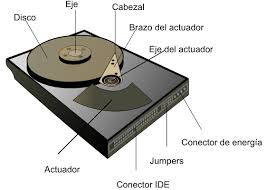 Eje
Cabezal
Disco
Brazo del actuador
Eje del actuador
Conector de energía
Actuador
Jumpers
Conector IDE